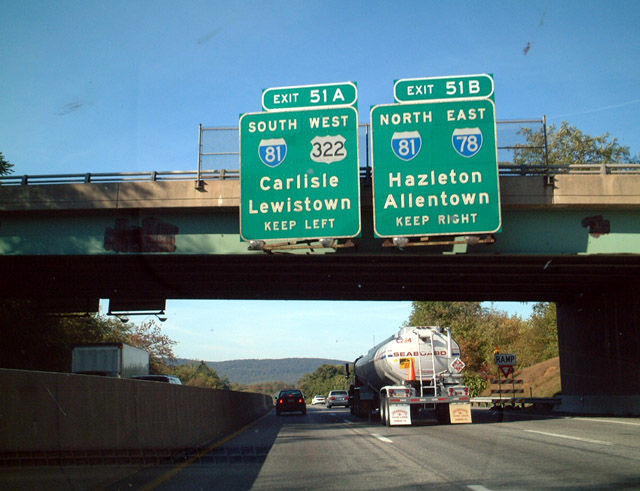 EXIT 51A
SOUTH WEST
81 322
Carlisle
Lewistown
KEEP LEFT
EXIT 51B
NORTH EAST
81 78
Hazleton
Allentown
KEEP RIGHT
SEABOARD
RAMP